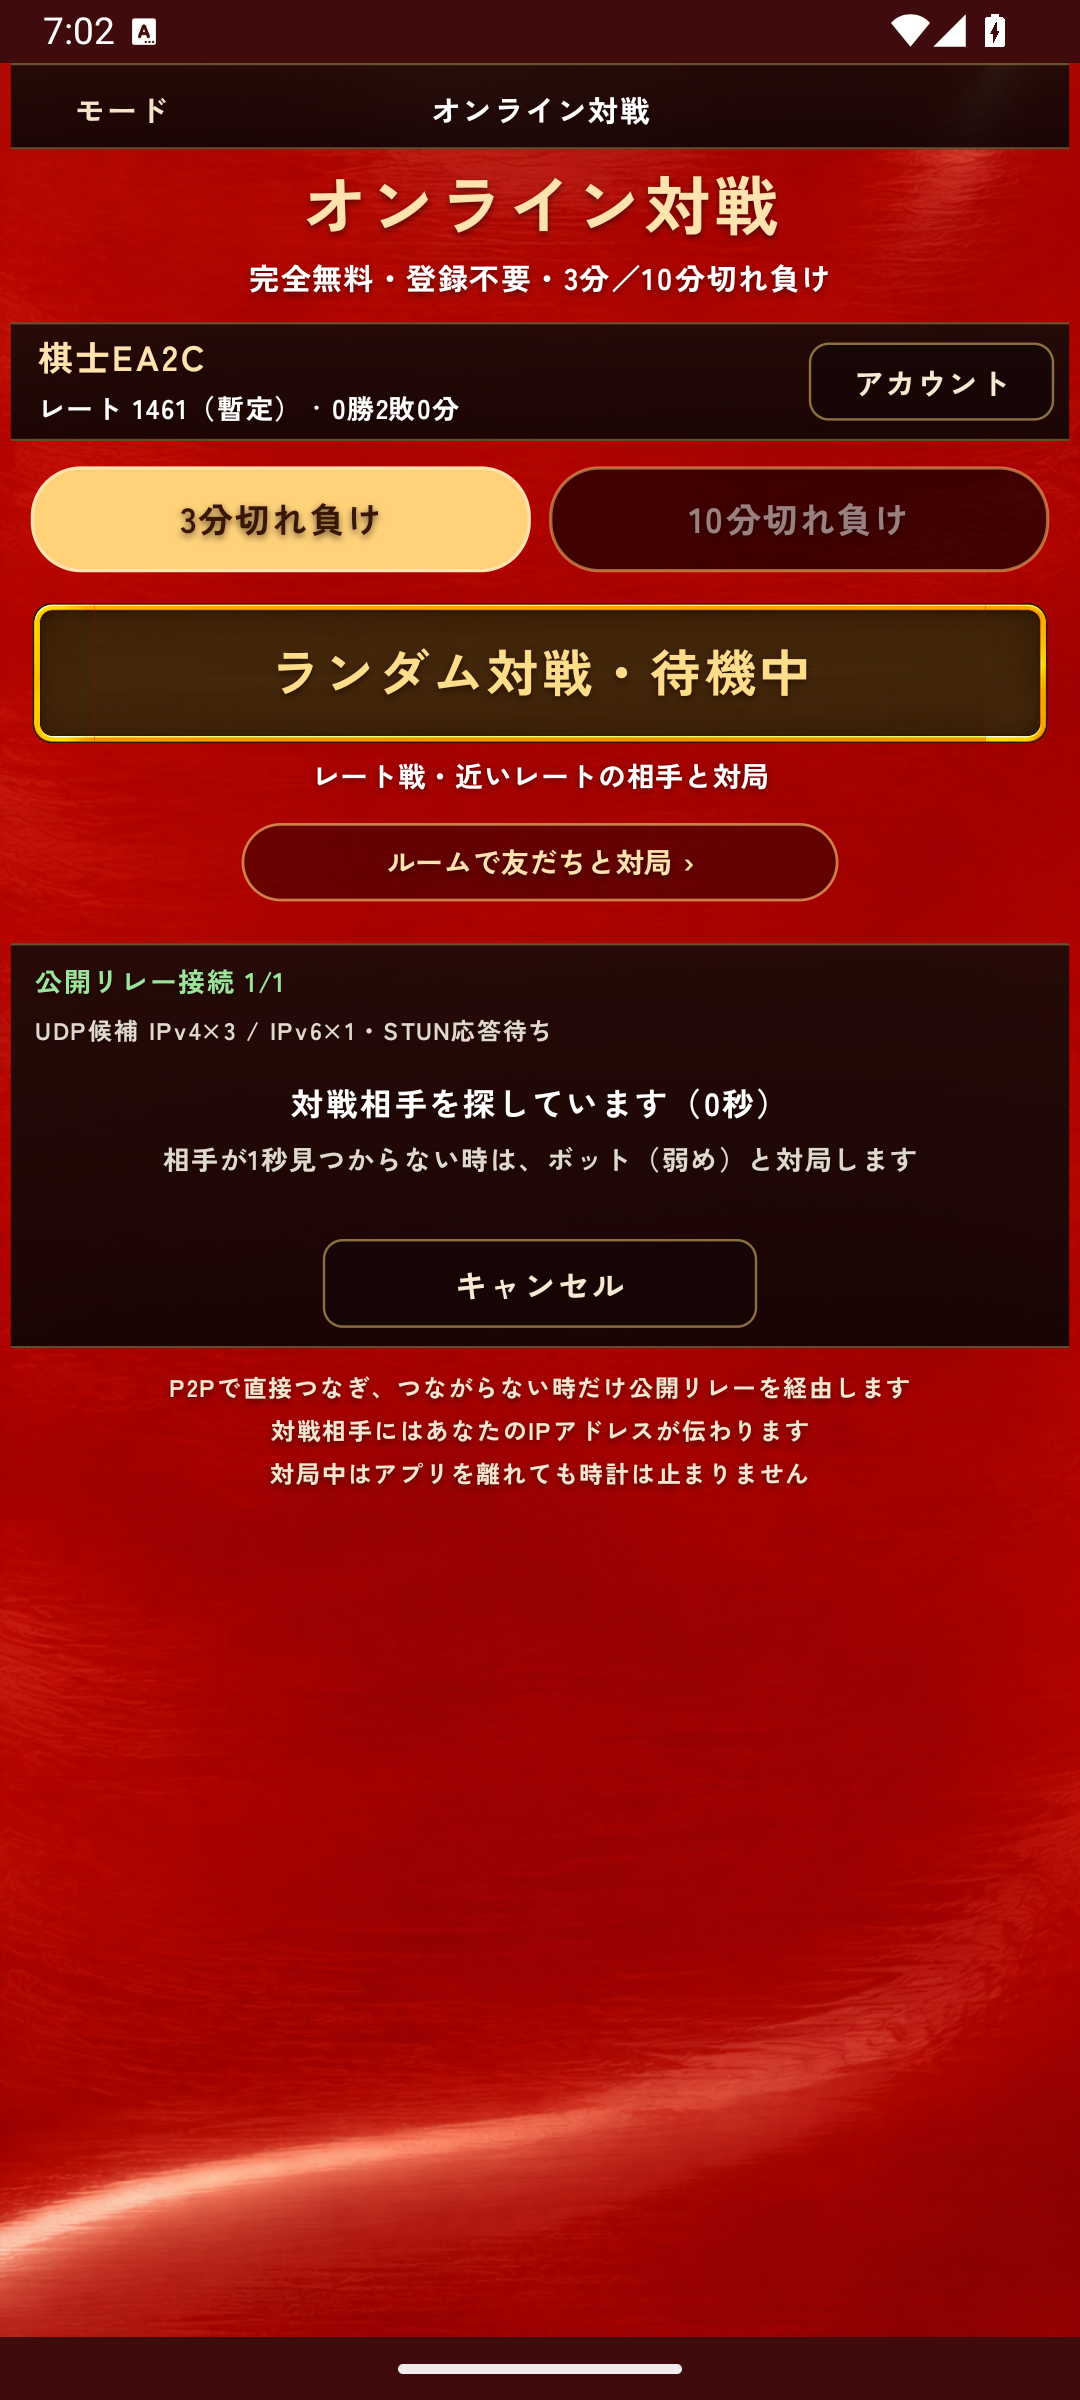 7:02
モード
オンライン対戦
オンライン対戦
完全無料・登録不要・3分／10分切れ負け
棋士EA2C
レート 1461（暫定）・0勝2敗0分
アカウント
3分切れ負け
10分切れ負け
ランダム対戦・待機中
レート戦・近いレートの相手と対局
ルームで友だちと対局 ›
公開リレー接続 1/1
UDP候補 IPv4×3 / IPv6×1・STUN応答待ち
対戦相手を探しています（0秒）
相手が1秒見つからない時は、ボット（弱め）と対局します
キャンセル
P2Pで直接つなぎ、つながらない時だけ公開リレーを経由します
対戦相手にはあなたのIPアドレスが伝わります
対局中はアプリを離れても時計は止まりません